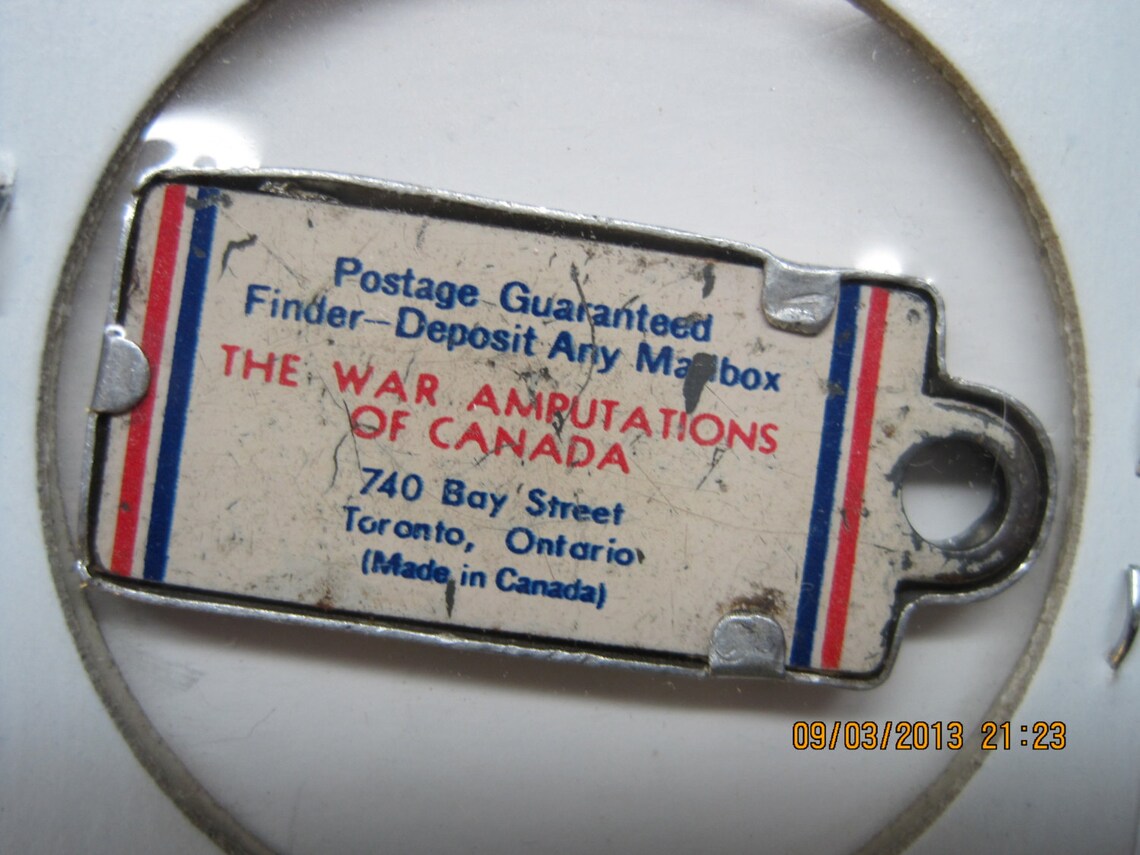 Postage Guaranteed
Finder-Deposit Any Mailbox
THE WAR AMPUTATIONS
OF CANADA
740 Bay Street
Toronto, Ontario
(Made in Canada)
09/03/2013 21:23